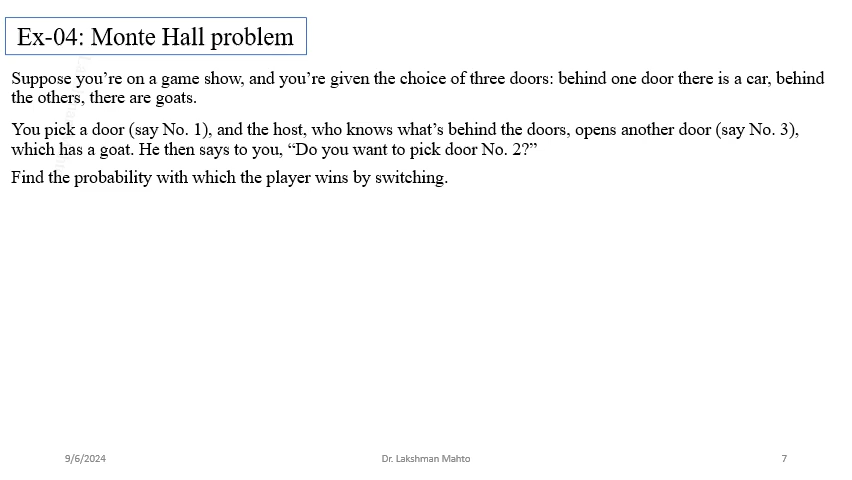 Ex-04: Monte Hall problem
Suppose you’re on a game show, and you’re given the choice of three doors: behind one door there is a car, behind
the others, there are goats.
You pick a door (say No. 1), and the host, who knows what’s behind the doors, opens another door (say No. 3),
which has a goat. He then says to you, “Do you want to pick door No. 2?”
Find the probability with which the player wins by switching.
9/6/2024
Dr. Lakshman Mahto
7